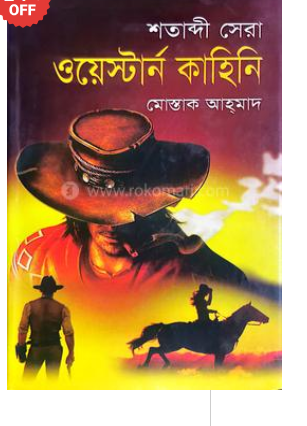 OFF
শতাব্দী সেরা
ওয়েস্টার্ন কাহিনি
মোস্তাক আহ্‌মাদ
www.rokomari.com